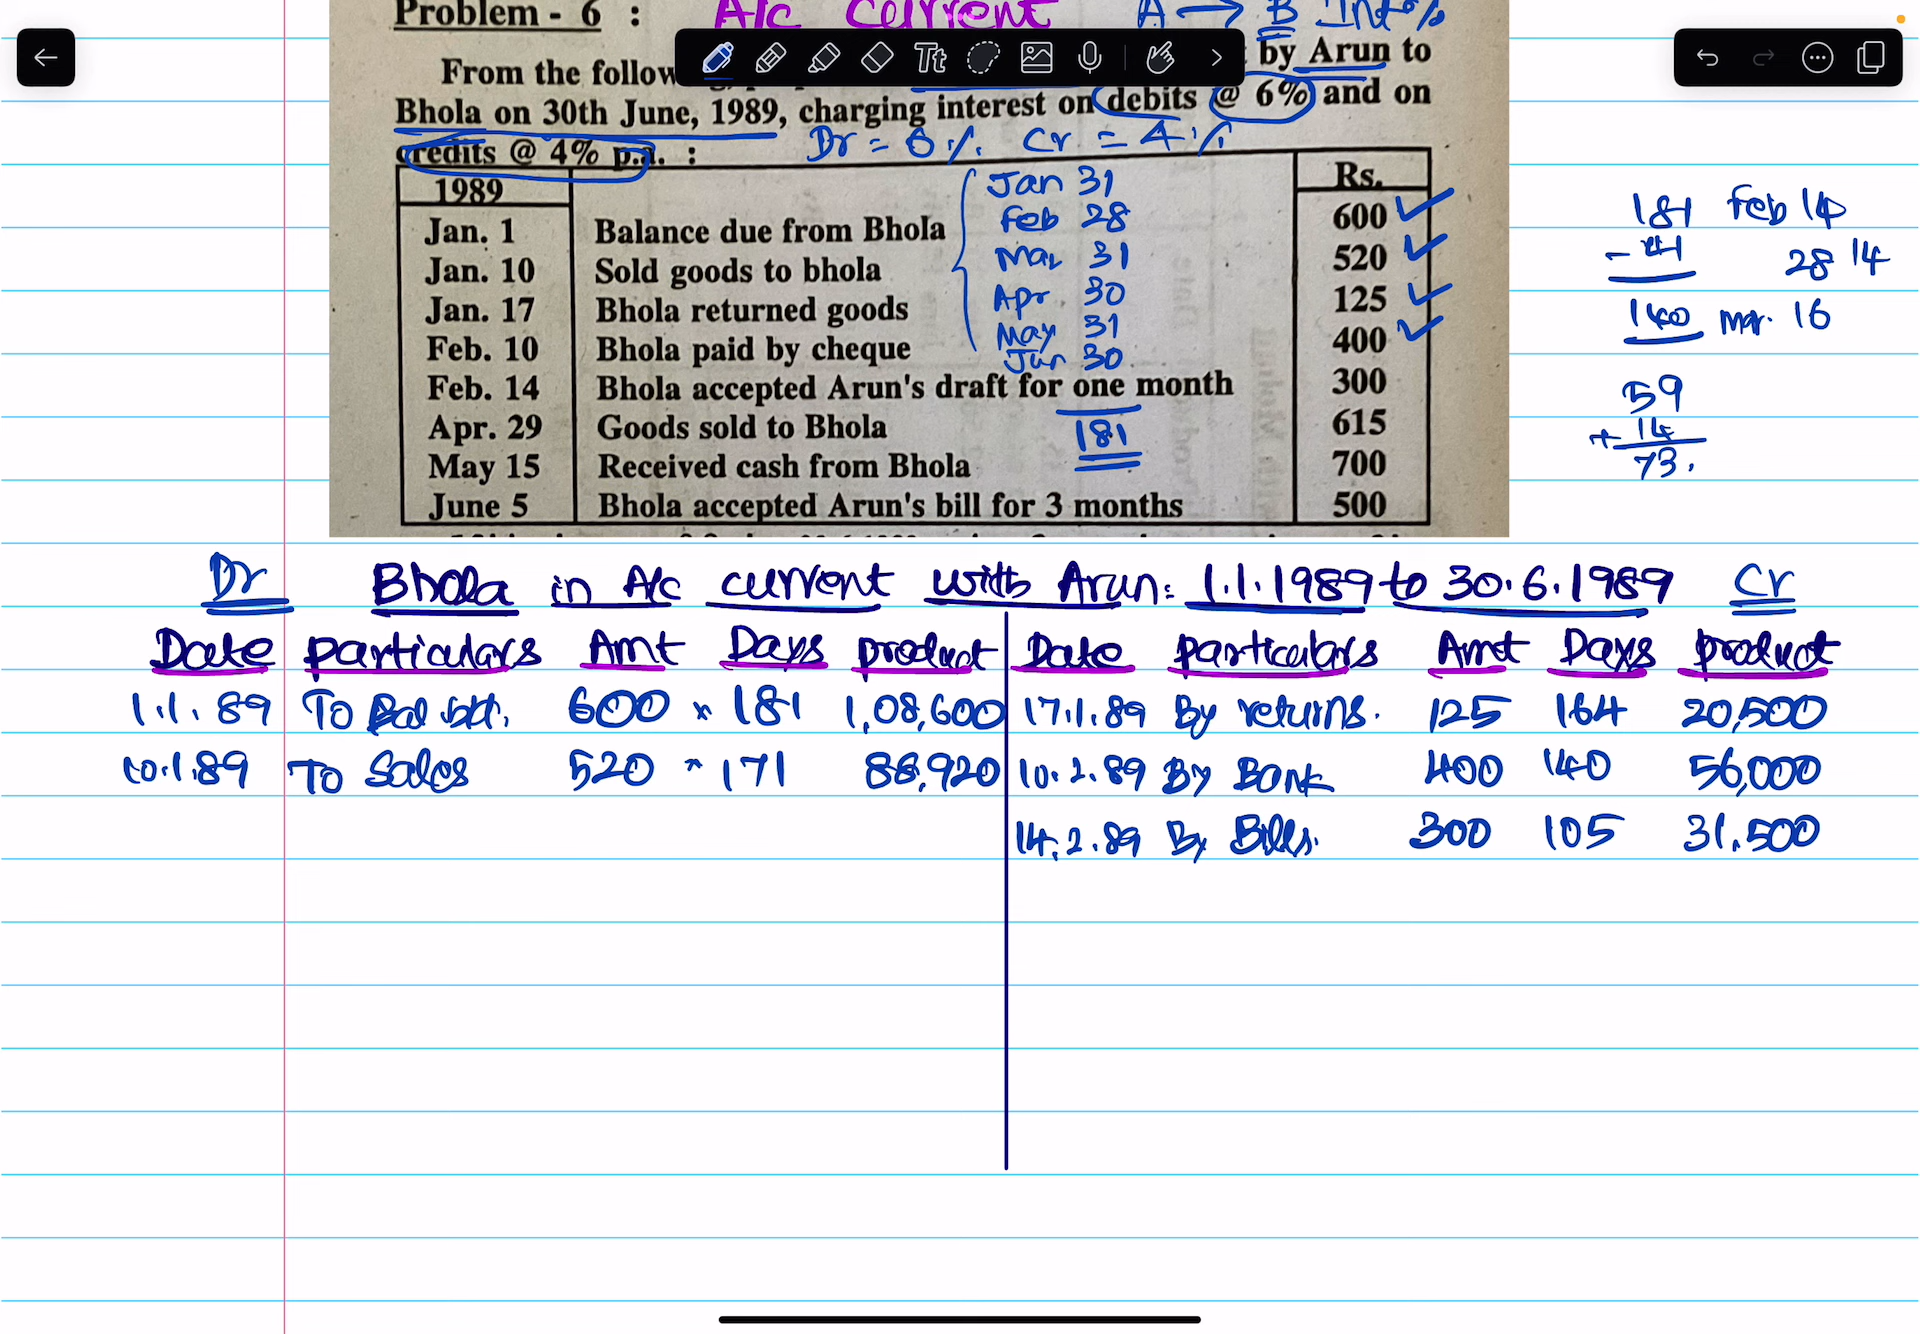 Problem - 6 : A/c Current A → B Int%
From the follow by Arun to
Bhola on 30th June, 1989, charging interest on debits @ 6% and on
credits @ 4% p.a. : Dr = 6 %. Cr = 4 %
1989 Rs.
Jan. 1 Balance due from Bhola 600
Jan. 10 Sold goods to bhola 520
Jan. 17 Bhola returned goods 125
Feb. 10 Bhola paid by cheque 400
Feb. 14 Bhola accepted Arun's draft for one month 300
Apr. 29 Goods sold to Bhola 615
May 15 Received cash from Bhola 700
June 5 Bhola accepted Arun's bill for 3 months 500
Jan 31
Feb 28
Mar 31
Apr. 30
May 31
Jun 30
181
181 Feb 14
- 41 28 14
140 Mar. 16
59
+ 14
73.
Tt
Dr Bhola in A/c current with Arun: 1.1.1989 to 30.6.1989 Cr
Date particulars Amt Days product Date particulars Amt Days product
1.1.89 To Bal b/d. 600 × 181 1,08,600 17.1.89 By returns. 125 164 20,500
10.1.89 To Sales 520 × 171 88,920 10.2.89 By Bank 400 140 56,000
14.2.89 By Bills. 300 105 31,500